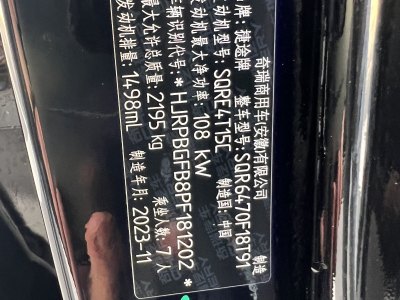 奇瑞商用车(安徽)有限公司 制造
品牌: 捷途牌 整车型号: SQR6470F18T91
发动机型号: SQRE4T15C 制造国: 中国
发动机最大净功率: 108 kW
车辆识别代号: *HJRPBGFB8PF181202*
最大允许总质量: 2195 kg 乘坐人数: 7 人
发动机排量: 1498ml 制造年月: 2023-11